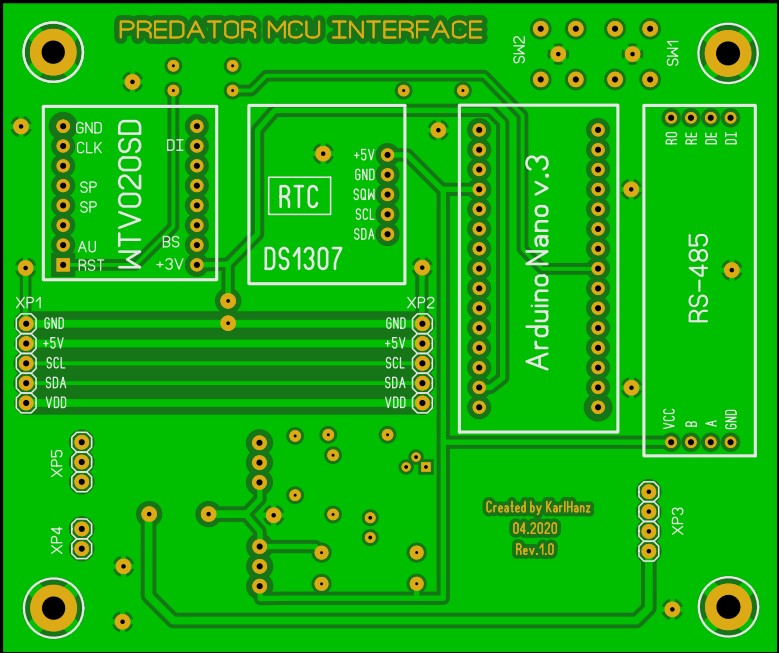 PREDATOR MCU INTERFACE
SW2
SW1
GND
CLK
SP
SP
AU
RST
WTV020SD
DI
BS
+3V
RTC
DS1307
+5V
GND
SQW
SCL
SDA
Arduino Nano v.3
RO
RE
DE
DI
RS-485
VCC
B
A
GND
XP1
GND
+5V
SCL
SDA
VDD
XP2
GND
+5V
SCL
SDA
VDD
XP5
XP4
Created by KarlHanz
04.2020
Rev.1.0
XP3